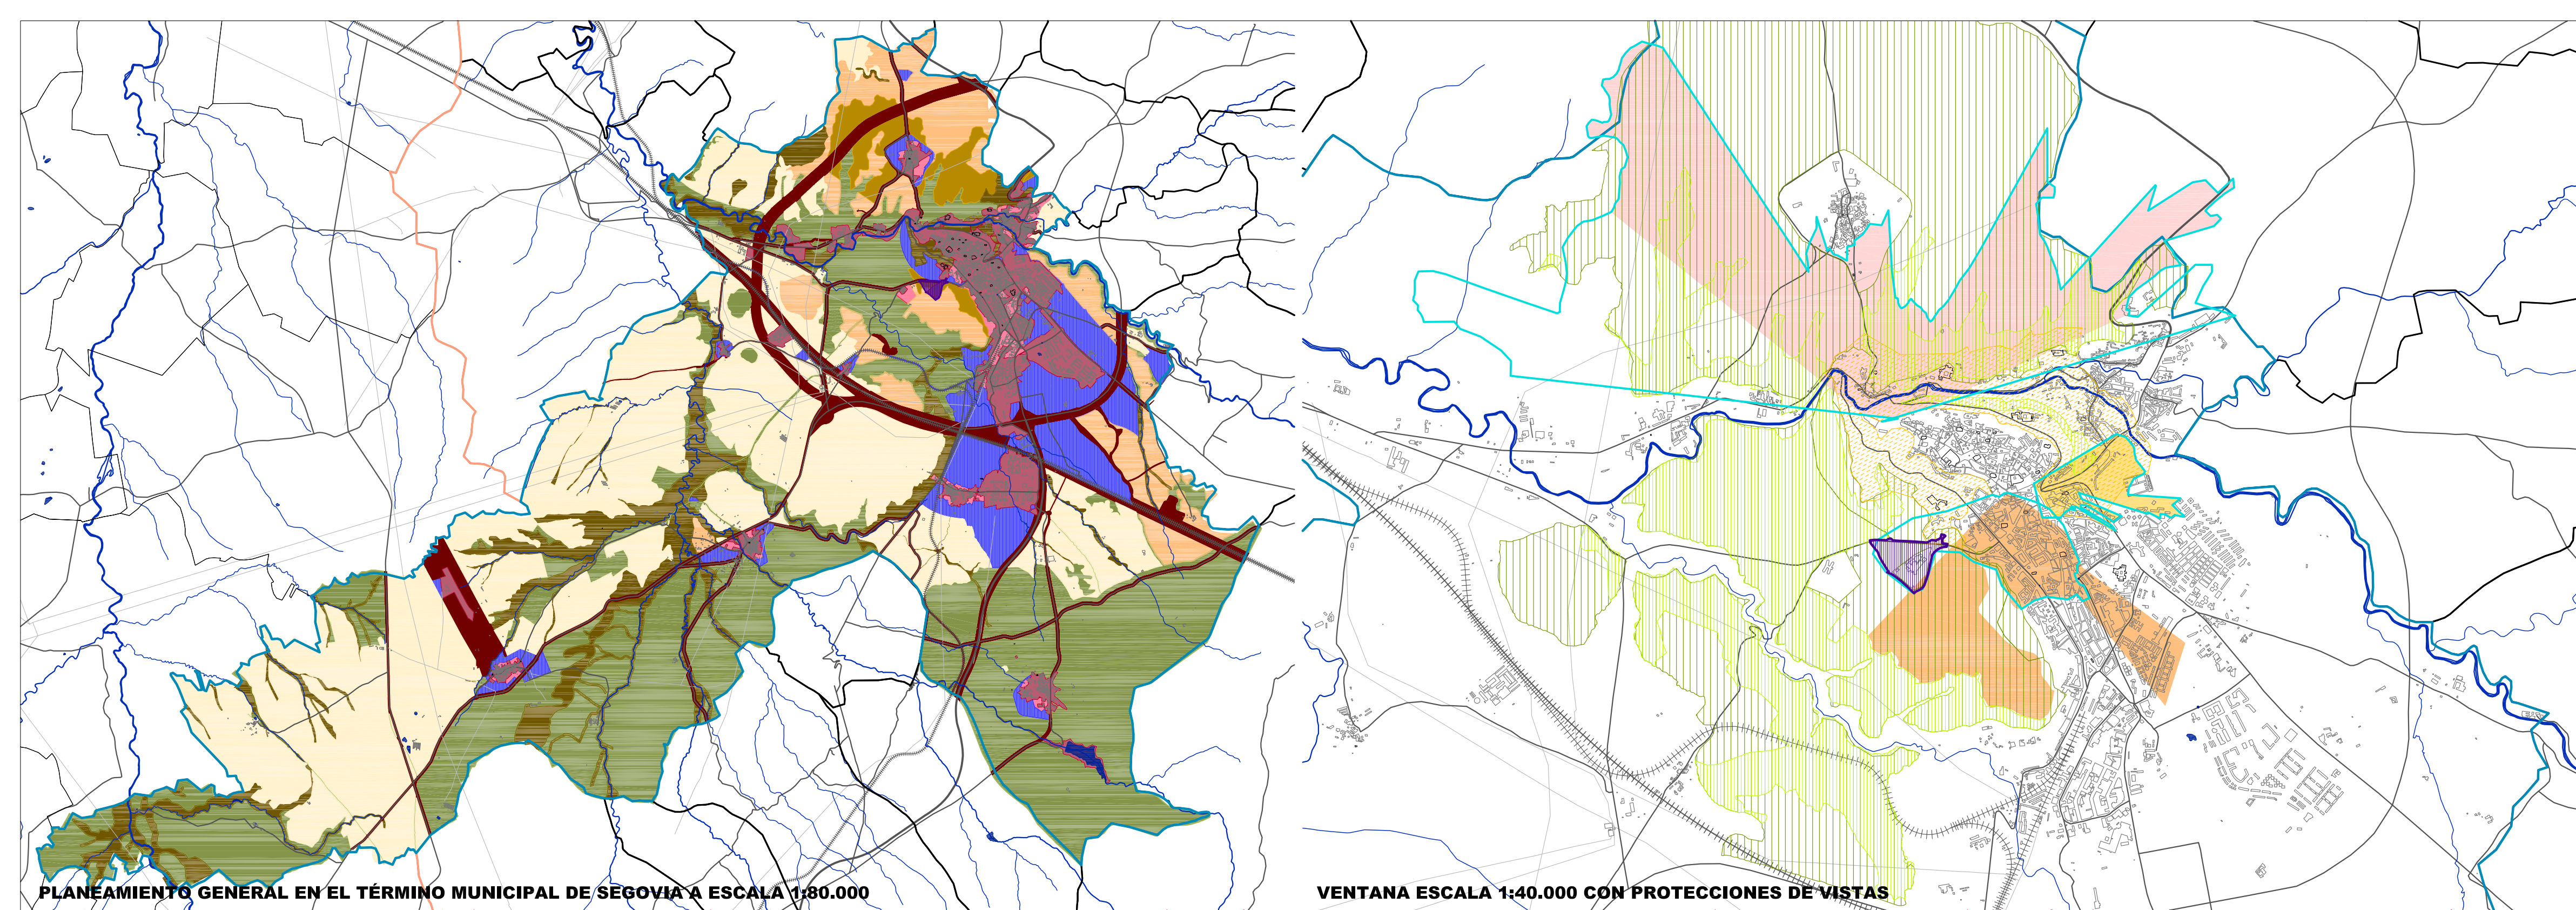 PLANEAMIENTO GENERAL EN EL TÉRMINO MUNICIPAL DE SEGOVIA A ESCALA 1:80.000
VENTANA ESCALA 1:40.000 CON PROTECCIONES DE VISTAS